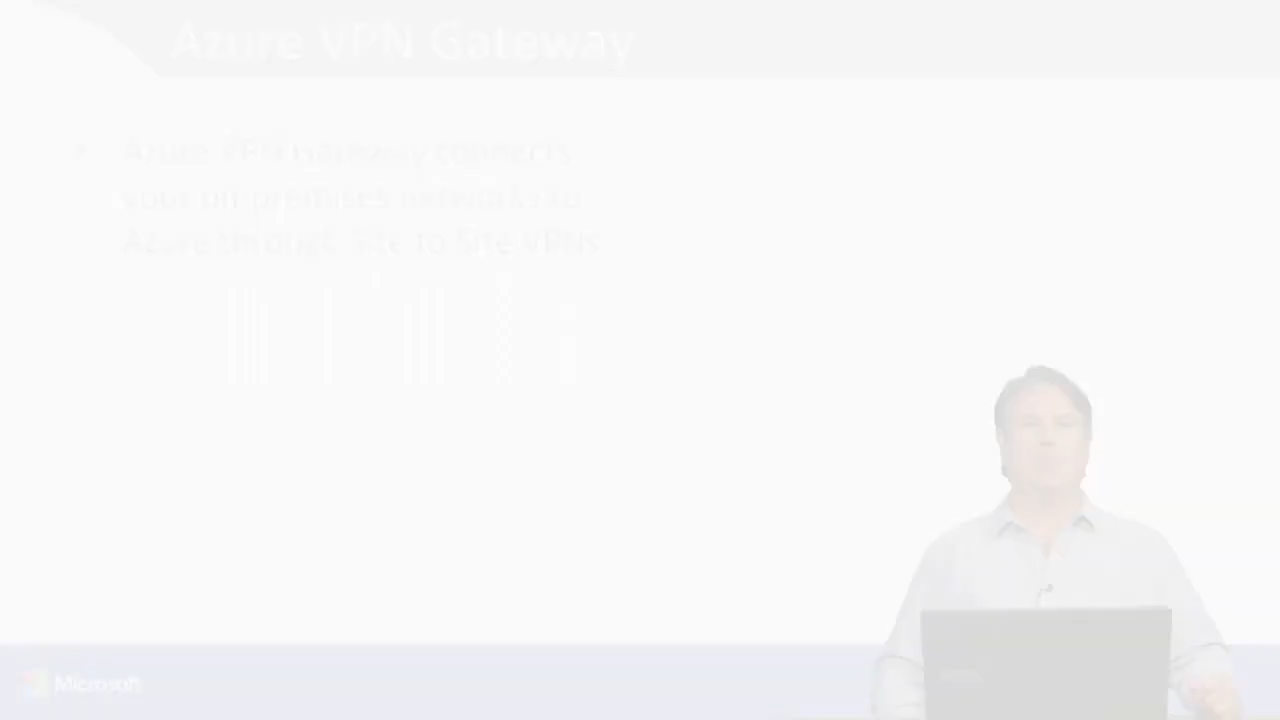 Azure VPN Gateway
Azure VPN Gateway connects
your on-premises networks to
Azure through Site to Site VPNs
Microsoft